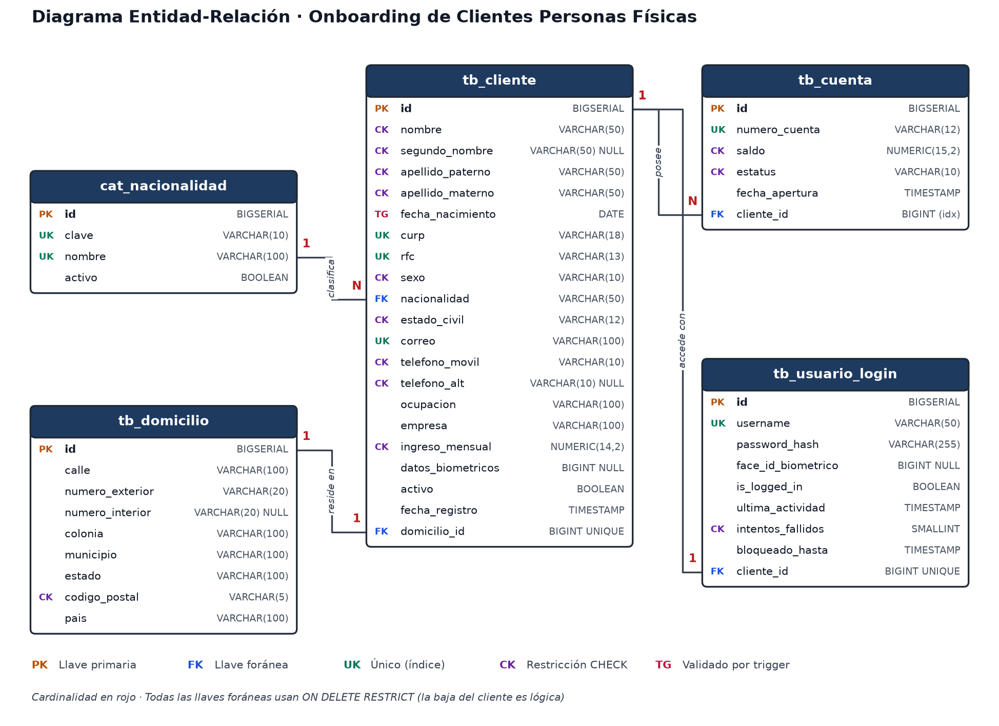 Diagrama Entidad-Relación · Onboarding de Clientes Personas Físicas
cat_nacionalidad
PK id BIGSERIAL
UK clave VARCHAR(10)
UK nombre VARCHAR(100)
activo BOOLEAN
1
clasifica
N
tb_domicilio
PK id BIGSERIAL
calle VARCHAR(100)
numero_exterior VARCHAR(20)
numero_interior VARCHAR(20) NULL
colonia VARCHAR(100)
municipio VARCHAR(100)
estado VARCHAR(100)
CK codigo_postal VARCHAR(5)
pais VARCHAR(100)
1
reside en
1
tb_cliente
PK id BIGSERIAL
CK nombre VARCHAR(50)
CK segundo_nombre VARCHAR(50) NULL
CK apellido_paterno VARCHAR(50)
CK apellido_materno VARCHAR(50)
TG fecha_nacimiento DATE
UK curp VARCHAR(18)
UK rfc VARCHAR(13)
CK sexo VARCHAR(10)
FK nacionalidad VARCHAR(50)
CK estado_civil VARCHAR(12)
UK correo VARCHAR(100)
CK telefono_movil VARCHAR(10)
CK telefono_alt VARCHAR(10) NULL
ocupacion VARCHAR(100)
empresa VARCHAR(100)
CK ingreso_mensual NUMERIC(14,2)
datos_biometricos BIGINT NULL
activo BOOLEAN
fecha_registro TIMESTAMP
FK domicilio_id BIGINT UNIQUE
1
posee
N
accede con
1
tb_cuenta
PK id BIGSERIAL
UK numero_cuenta VARCHAR(12)
CK saldo NUMERIC(15,2)
CK estatus VARCHAR(10)
fecha_apertura TIMESTAMP
FK cliente_id BIGINT (idx)
tb_usuario_login
PK id BIGSERIAL
UK username VARCHAR(50)
password_hash VARCHAR(255)
face_id_biometrico BIGINT NULL
is_logged_in BOOLEAN
ultima_actividad TIMESTAMP
CK intentos_fallidos SMALLINT
bloqueado_hasta TIMESTAMP
FK cliente_id BIGINT UNIQUE
PK Llave primaria FK Llave foránea UK Único (índice) CK Restricción CHECK TG Validado por trigger
Cardinalidad en rojo · Todas las llaves foráneas usan ON DELETE RESTRICT (la baja del cliente es lógica)